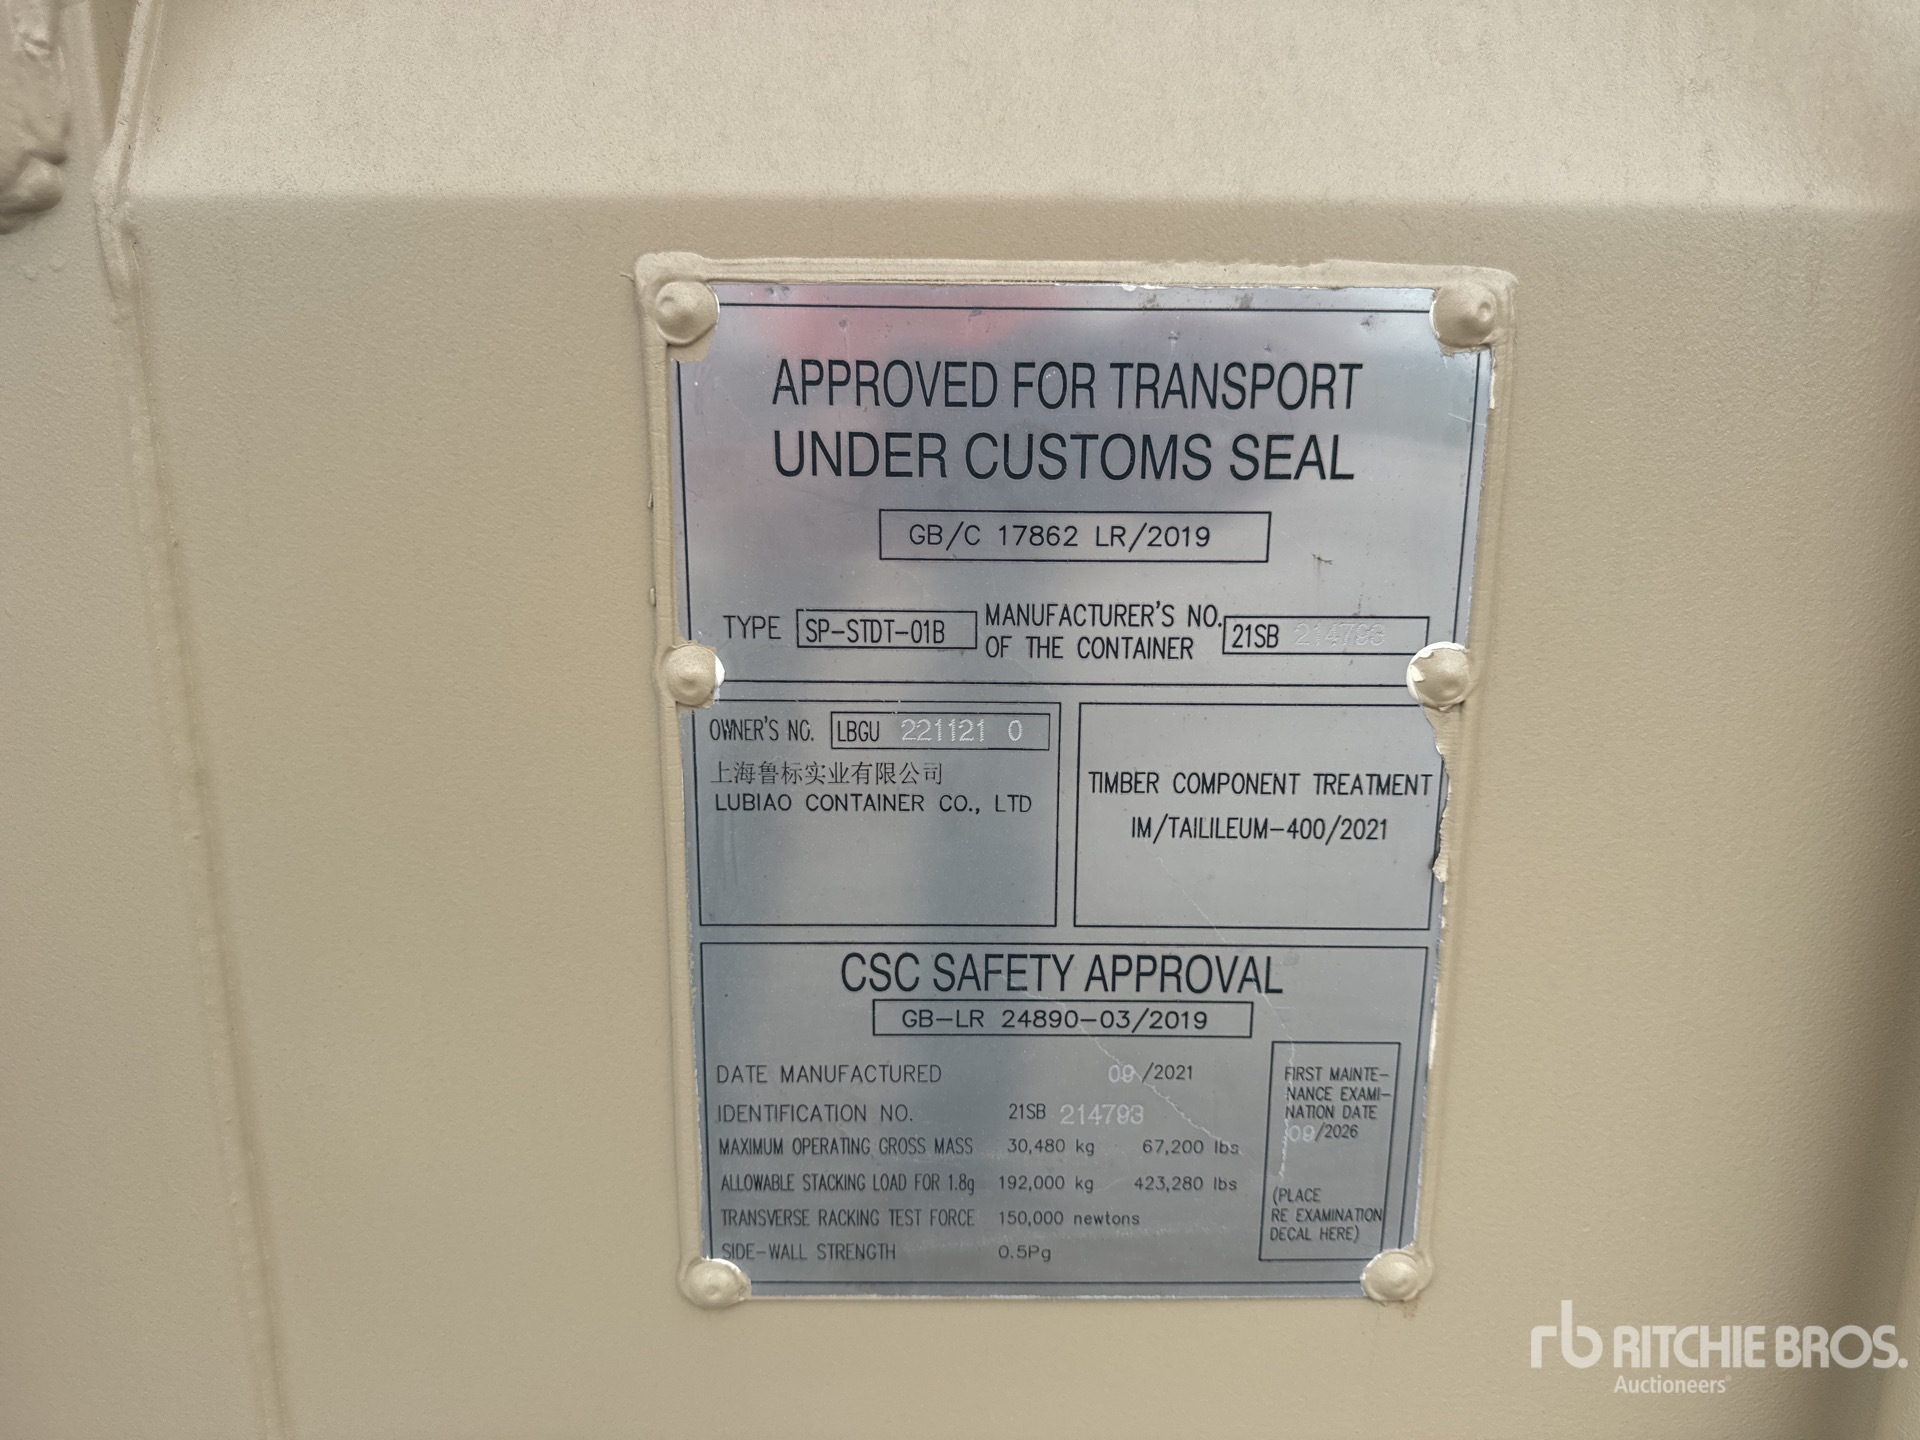 APPROVED FOR TRANSPORT
UNDER CUSTOMS SEAL
GB/C 17862 LR/2019
TYPE SP-STDT-01B
MANUFACTURER'S NO.
OF THE CONTAINER
21SB 214793
OWNER'S NO. LBGU 221121 0
上海鲁标实业有限公司
LUBIAO CONTAINER CO., LTD
TIMBER COMPONENT TREATMENT
IM/TAILILEUM-400/2021
CSC SAFETY APPROVAL
GB-LR 24890-03/2019
DATE MANUFACTURED 09/2021
IDENTIFICATION NO. 21SB 214793
MAXIMUM OPERATING GROSS MASS 30,480 kg 67,200 lbs
ALLOWABLE STACKING LOAD FOR 1.8g 192,000 kg 423,280 lbs
TRANSVERSE RACKING TEST FORCE 150,000 newtons
SIDE-WALL STRENGTH 0.5Pg
FIRST MAINTE-
NANCE EXAMI-
NATION DATE
09/2026
(PLACE
RE EXAMINATION
DECAL HERE)
rb RITCHIE BROS.
Auctioneers